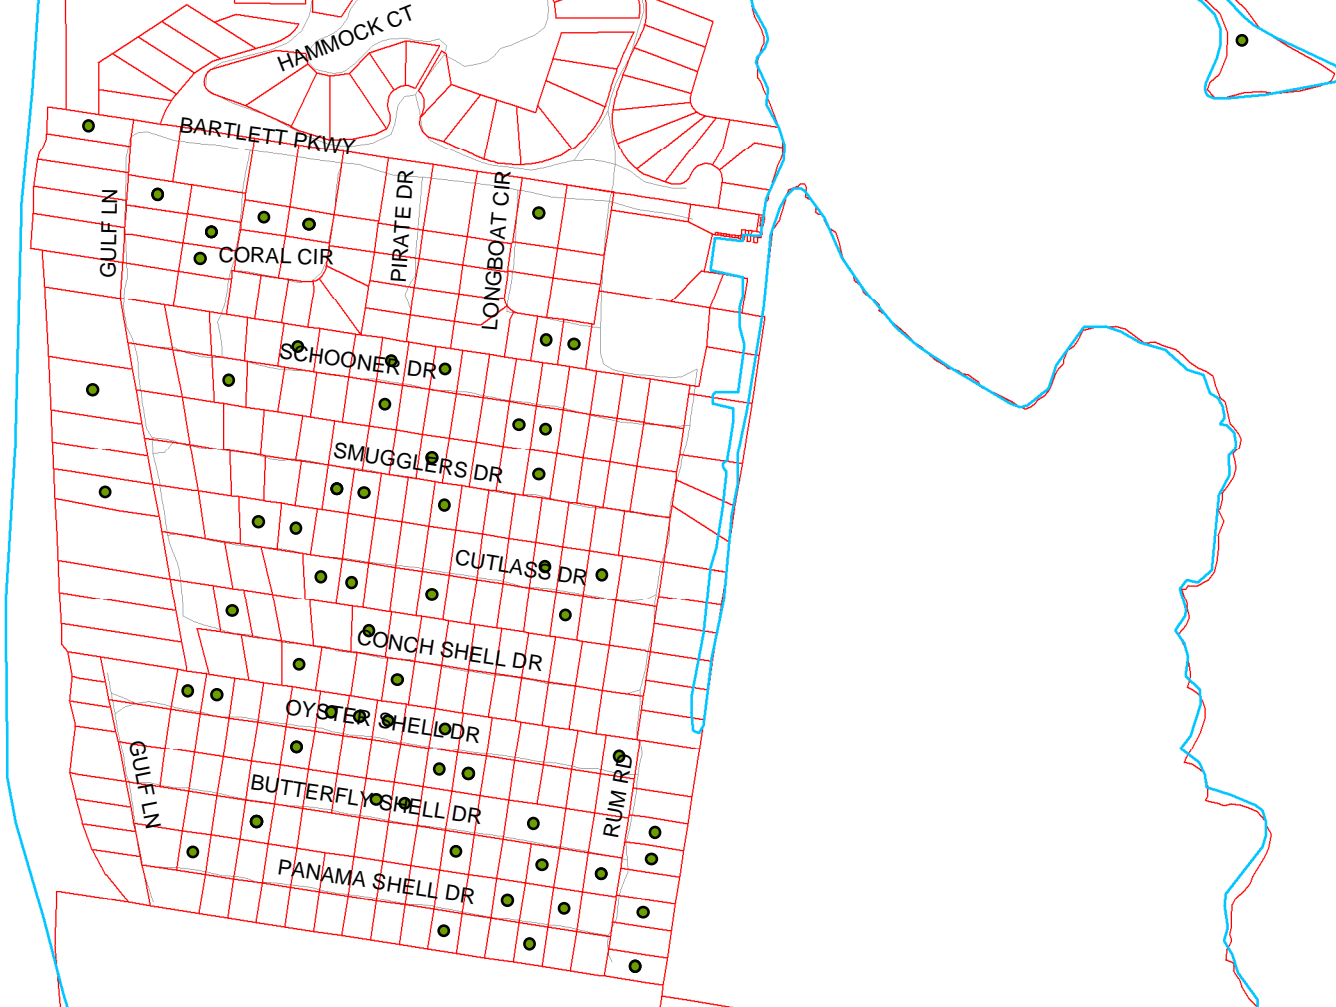 HAMMOCK CT
BARTLETT PKWY
GULF LN
PIRATE DR
LONGBOAT CIR
CORAL CIR
SCHOONER DR
SMUGGLERS DR
CUTLASS DR
CONCH SHELL DR
OYSTER SHELL DR
GULF LN
BUTTERFLY SHELL DR
RUM RD
PANAMA SHELL DR